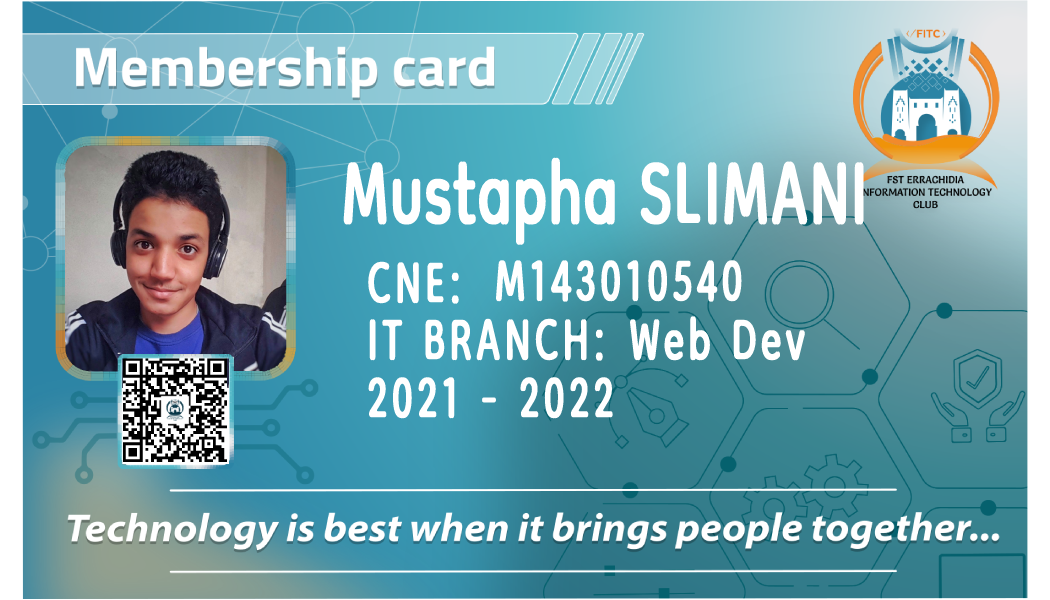 Membership card
</FITC>
FST ERRACHIDIA
INFORMATION TECHNOLOGY
CLUB
Mustapha SLIMANI
CNE: M143010540
IT BRANCH: Web Dev
2021 - 2022
Technology is best when it brings people together...